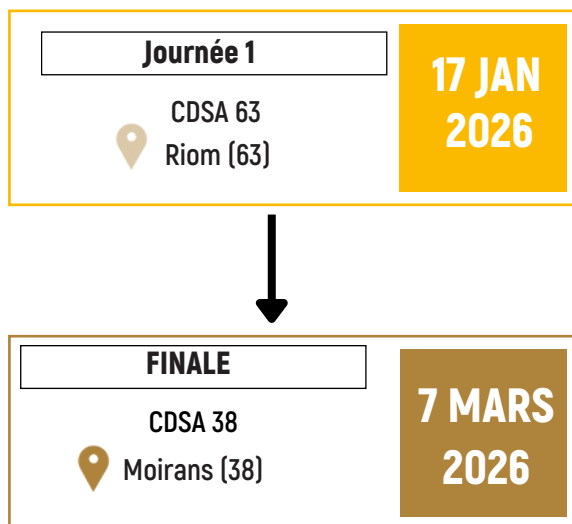 Journée 1
CDSA 63
Riom (63)
17 JAN
2026
FINALE
CDSA 38
Moirans (38)
7 MARS
2026